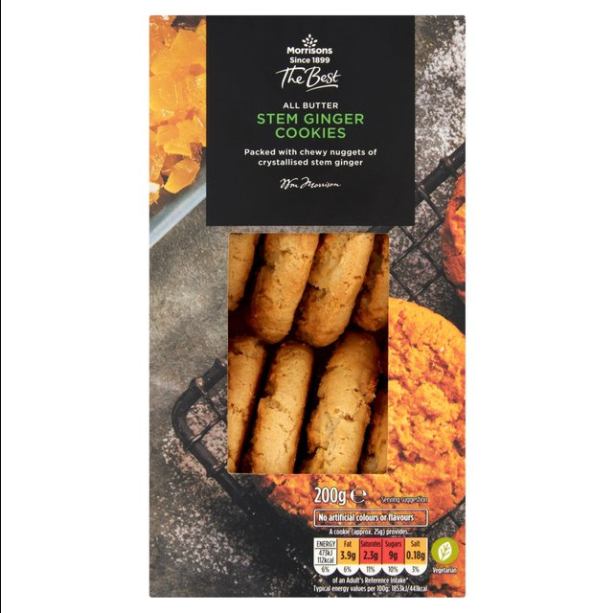 Morrisons
Since 1899
The Best
ALL BUTTER
STEM GINGER
COOKIES
Packed with chewy nuggets of
crystallised stem ginger
Wm Morrison
200g e
Serving suggestion
No artificial colours or flavours
A cookie (approx. 25g) provides
ENERGY Fat Saturates Sugars Salt
473kJ
112kcal 3.9g 2.3g 9g 0.18g
6% 6% 11% 10% 3%
Vegetarian
of an Adult's Reference Intake*
Typical energy values per 100g: 1853kJ/441kcal